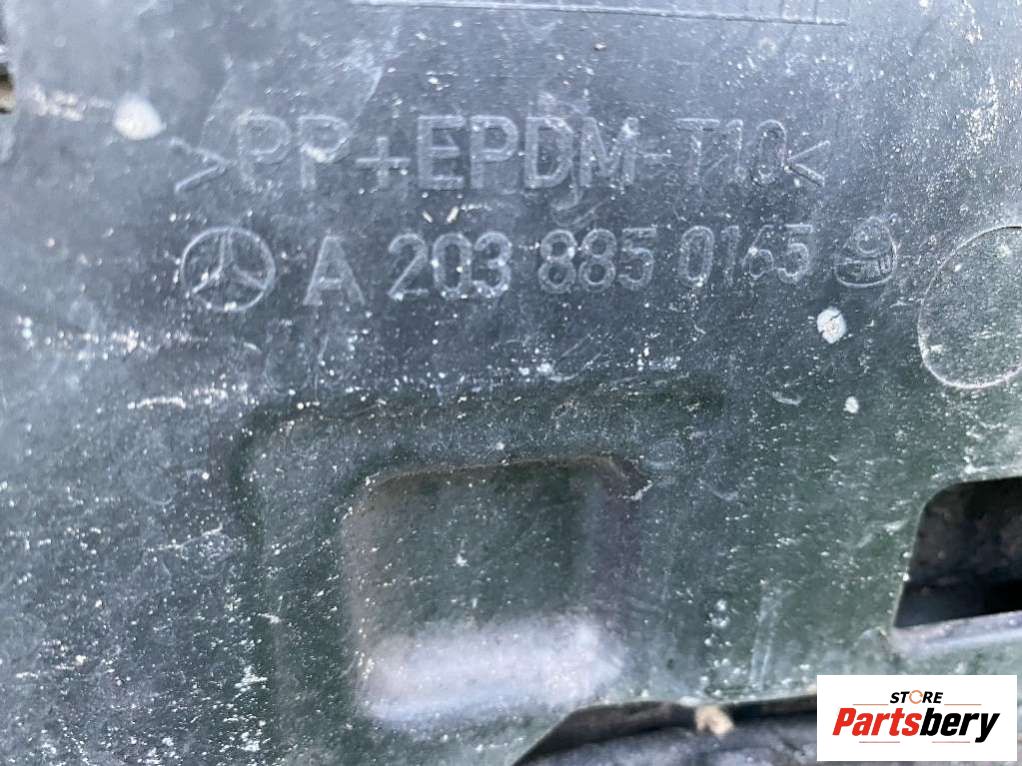 >PP+EPDM-T10<
A 203 885 0165
STORE
Partsbery